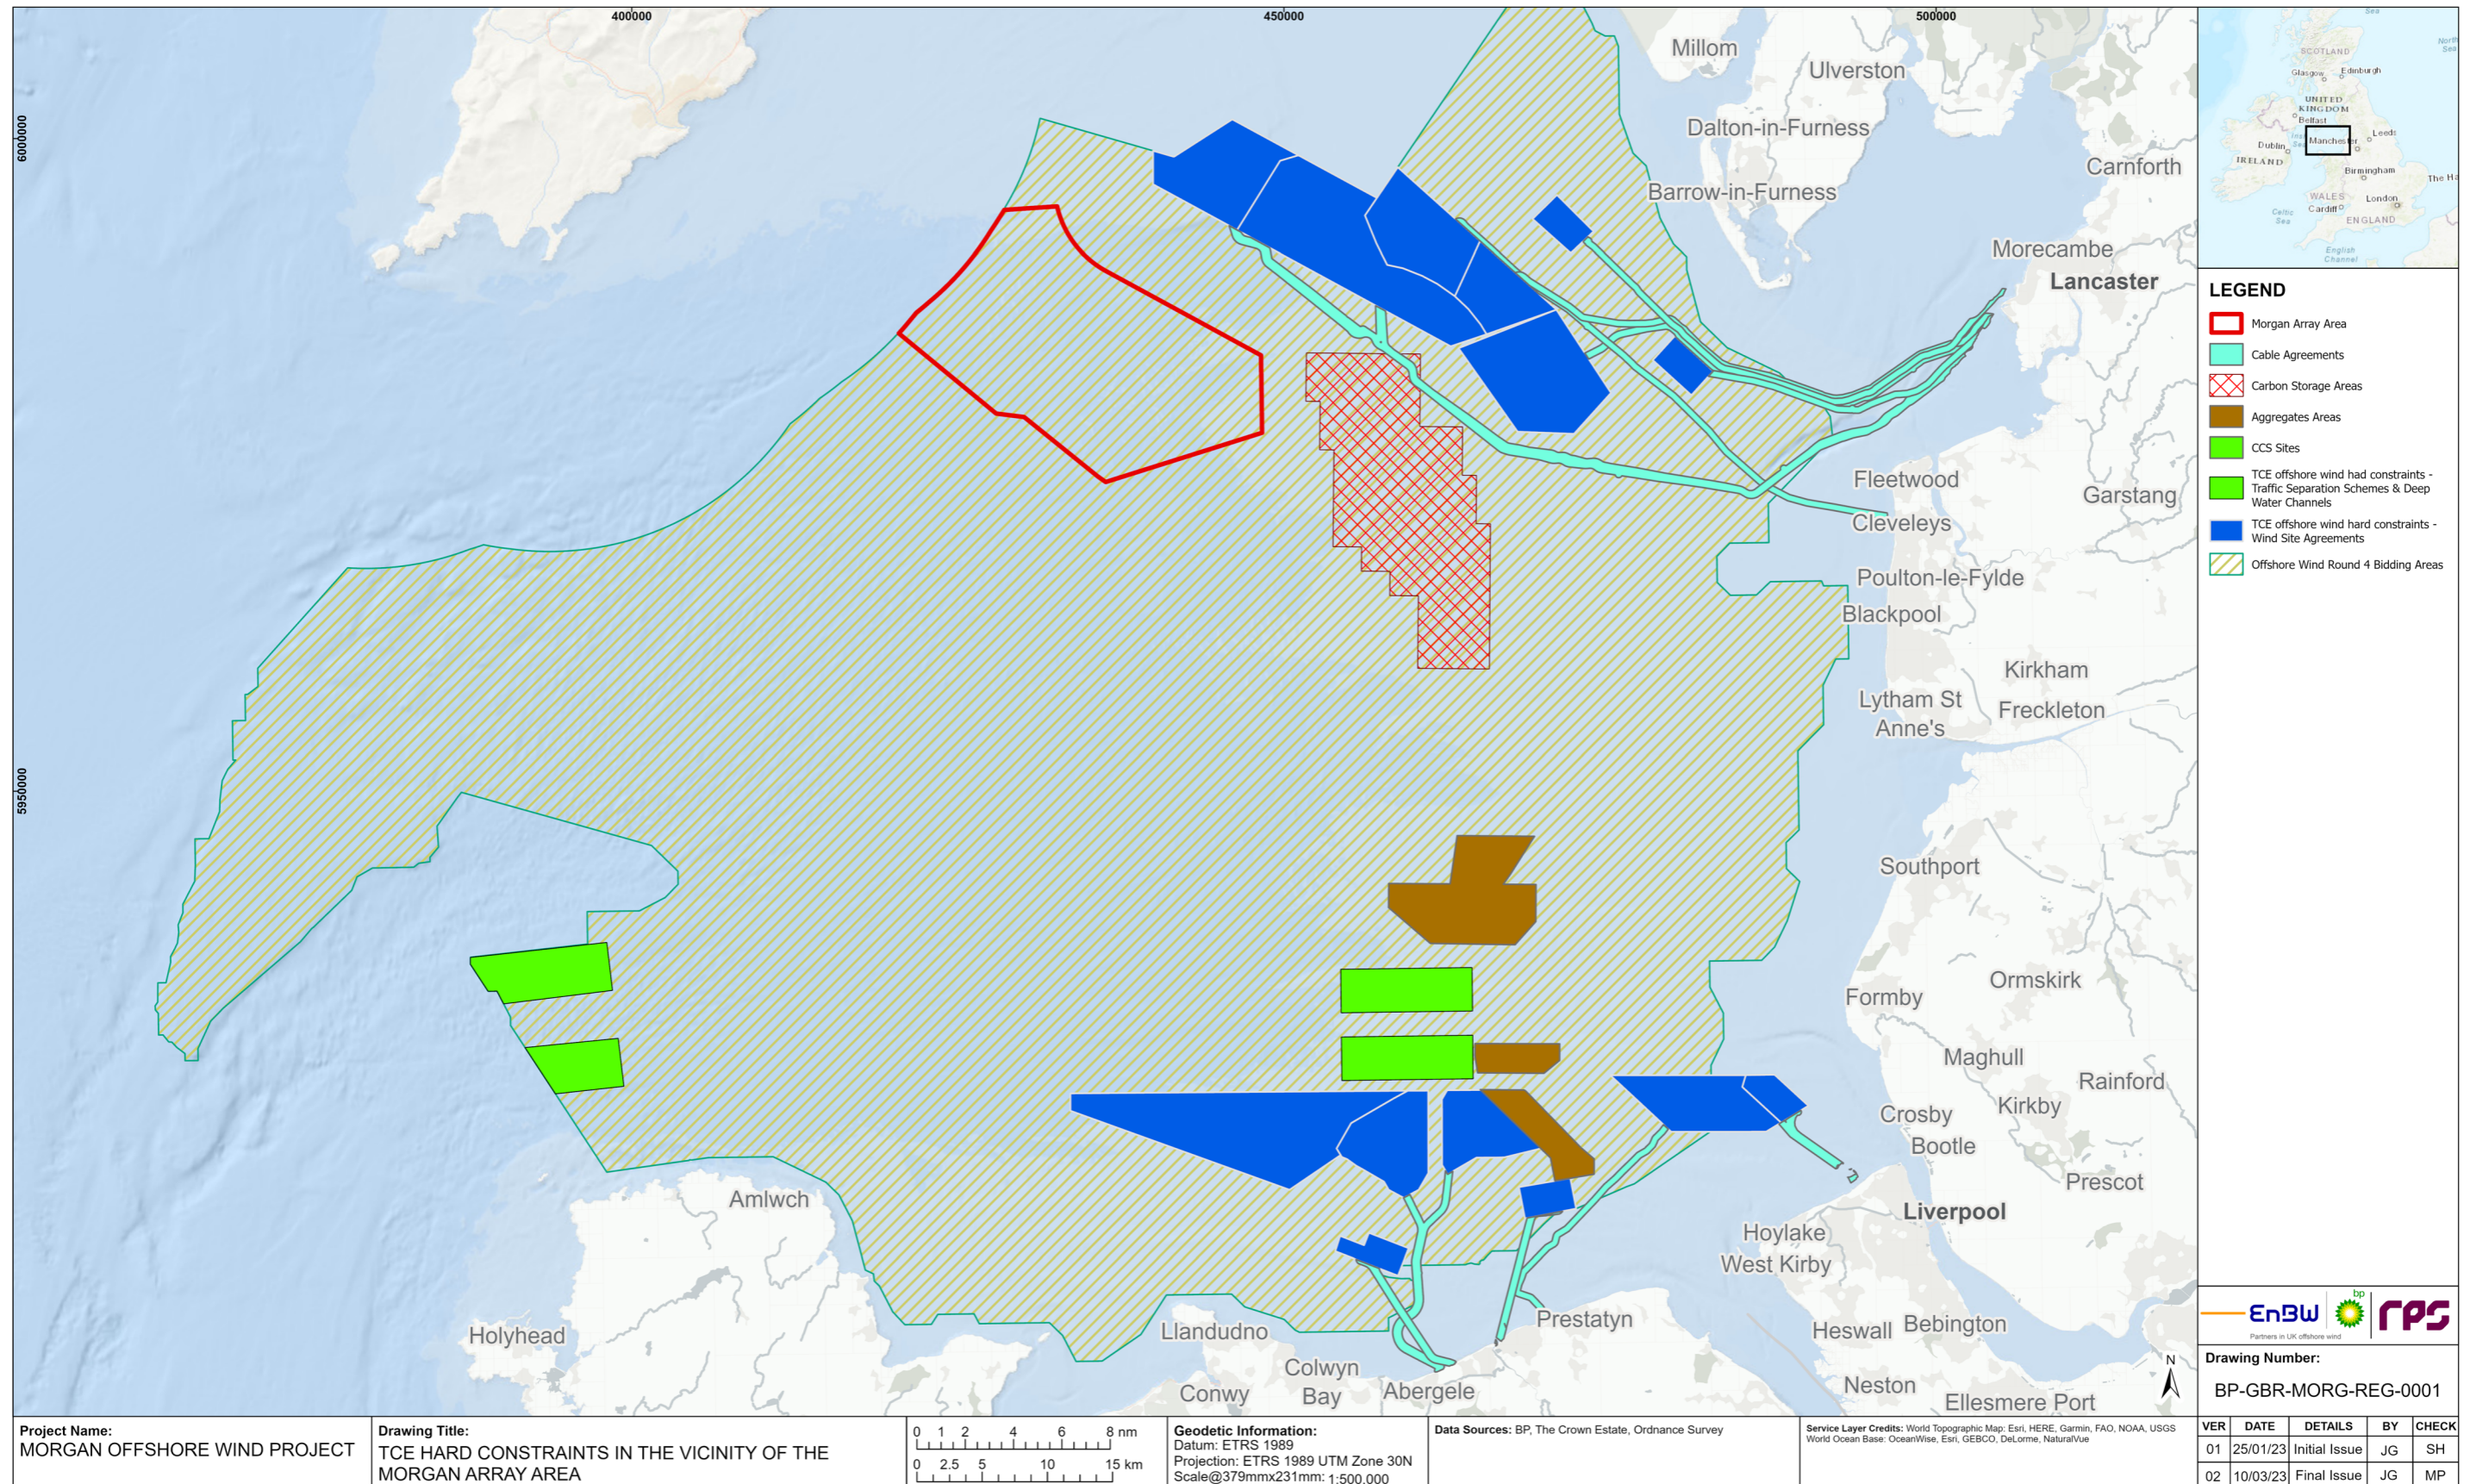 400000
450000
500000
6000000
5950000
Millom
Ulverston
Dalton-in-Furness
Barrow-in-Furness
Carnforth
Morecambe
Lancaster
Fleetwood
Garstang
Cleveleys
Poulton-le-Fylde
Blackpool
Kirkham
Lytham St
Anne's
Freckleton
Southport
Ormskirk
Formby
Maghull
Rainford
Crosby
Kirkby
Bootle
Prescot
Liverpool
Hoylake
West Kirby
Amlwch
Holyhead
Llandudno
Prestatyn
Colwyn
Bay
Conwy
Abergele
Heswall
Bebington
Neston
Ellesmere Port
N
Sea
North
Sea
SCOTLAND
Glasgow
Edinburgh
UNITED
KINGDOM
Belfast
Leeds
Dublin
Manchester
IRELAND
Birmingham
The Ha
WALES
London
Cardiff
Celtic
Sea
ENGLAND
English
Channel
LEGEND
Morgan Array Area
Cable Agreements
Carbon Storage Areas
Aggregates Areas
CCS Sites
TCE offshore wind had constraints -
Traffic Separation Schemes & Deep
Water Channels
TCE offshore wind hard constraints -
Wind Site Agreements
Offshore Wind Round 4 Bidding Areas
EnBW
bp
rps
Partners in UK offshore wind
Drawing Number:
BP-GBR-MORG-REG-0001
VER DATE DETAILS BY CHECK
01 25/01/23 Initial Issue JG SH
02 10/03/23 Final Issue JG MP
Project Name:
MORGAN OFFSHORE WIND PROJECT
Drawing Title:
TCE HARD CONSTRAINTS IN THE VICINITY OF THE
MORGAN ARRAY AREA
0 1 2 4 6 8 nm
0 2.5 5 10 15 km
Geodetic Information:
Datum: ETRS 1989
Projection: ETRS 1989 UTM Zone 30N
Scale@379mmx231mm: 1:500,000
Data Sources: BP, The Crown Estate, Ordnance Survey
Service Layer Credits: World Topographic Map: Esri, HERE, Garmin, FAO, NOAA, USGS
World Ocean Base: OceanWise, Esri, GEBCO, DeLorme, NaturalVue